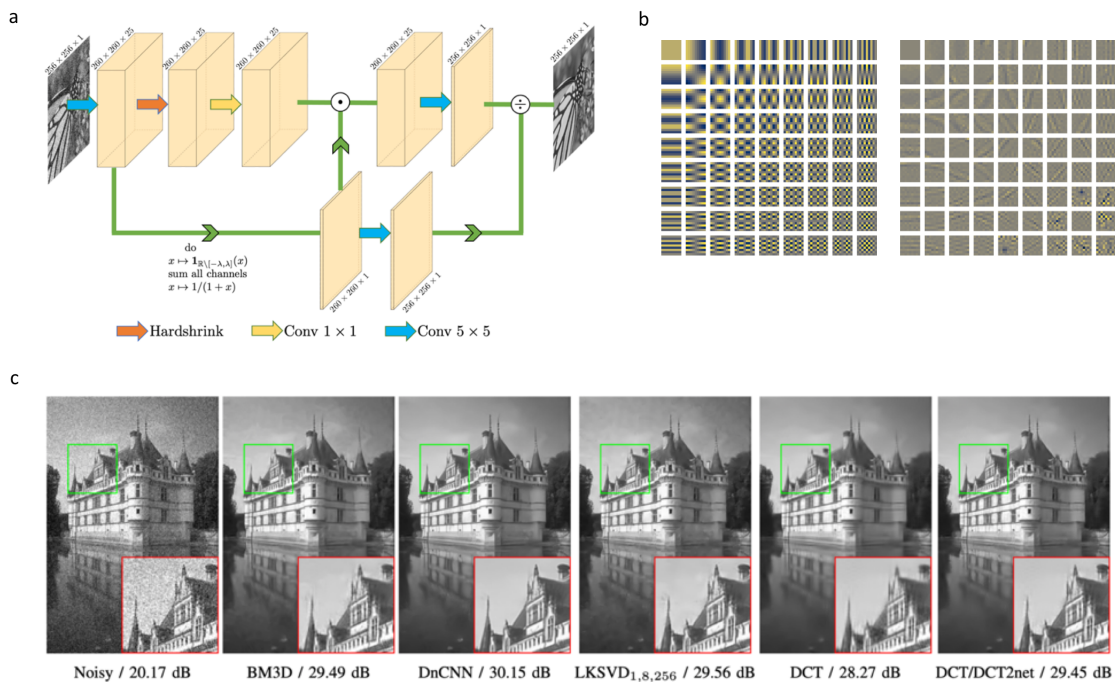 a
b
256 × 256 × 1
260 × 260 × 25
260 × 260 × 25
260 × 260 × 25
260 × 260 × 25
256 × 256 × 1
256 × 256 × 1
do
x ↦ 1_{ℝ\[−λ,λ]}(x)
sum all channels
x ↦ 1/(1 + x)
260 × 260 × 1
256 × 256 × 1
Hardshrink Conv 1 × 1 Conv 5 × 5
c
Noisy / 20.17 dB BM3D / 29.49 dB DnCNN / 30.15 dB LKSVD₁,₈,₂₅₆ / 29.56 dB DCT / 28.27 dB DCT/DCT2net / 29.45 dB